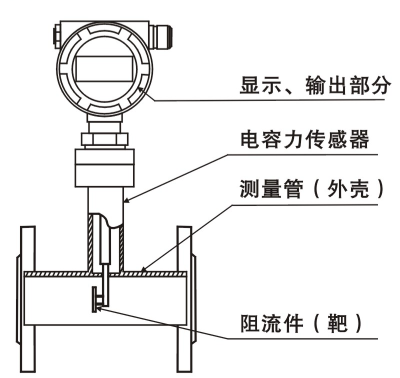 显示、输出部分
电容力传感器
测量管（外壳）
阻流件（靶）